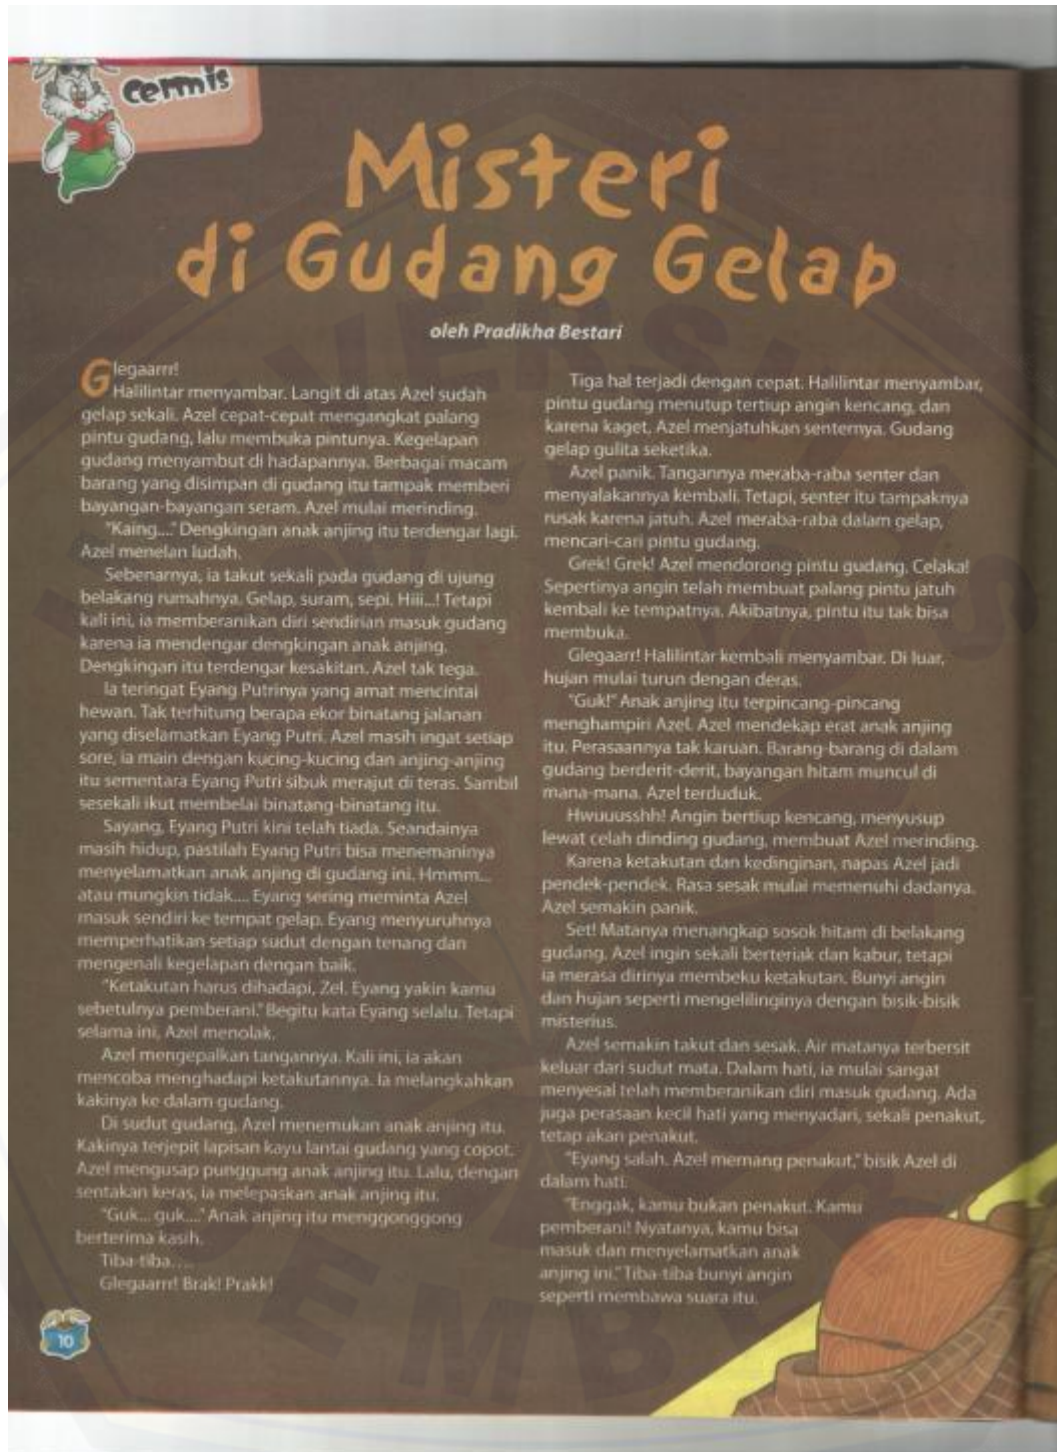 cermis
Misteri
di Gudang Gelap
oleh Pradikha Bestari
Glegaarrr!
Halilintar menyambar. Langit di atas Azel sudah
gelap sekali. Azel cepat-cepat mengangkat palang
pintu gudang, lalu membuka pintunya. Kegelapan
gudang menyambut di hadapannya. Berbagai macam
barang yang disimpan di gudang itu tampak memberi
bayangan-bayangan seram. Azel mulai merinding.
"Kaing...." Dengkingan anak anjing itu terdengar lagi.
Azel menelan ludah.
Sebenarnya, ia takut sekali pada gudang di ujung
belakang rumahnya. Gelap, suram, sepi. Hiii...! Tetapi
kali ini, ia memberanikan diri sendirian masuk gudang
karena ia mendengar dengkingan anak anjing.
Dengkingan itu terdengar kesakitan. Azel tak tega.
Ia teringat Eyang Putrinya yang amat mencintai
hewan. Tak terhitung berapa ekor binatang jalanan
yang diselamatkan Eyang Putri. Azel masih ingat setiap
sore, ia main dengan kucing-kucing dan anjing-anjing
itu sementara Eyang Putri sibuk merajut di teras. Sambil
sesekali ikut membelai binatang-binatang itu.
Sayang, Eyang Putri kini telah tiada. Seandainya
masih hidup, pastilah Eyang Putri bisa menemaninya
menyelamatkan anak anjing di gudang ini. Hmmm...
atau mungkin tidak.... Eyang sering meminta Azel
masuk sendiri ke tempat gelap. Eyang menyuruhnya
memperhatikan setiap sudut dengan tenang dan
mengenali kegelapan dengan baik.
"Ketakutan harus dihadapi, Zel. Eyang yakin kamu
sebetulnya pemberani." Begitu kata Eyang selalu. Tetapi
selama ini, Azel menolak.
Azel mengepalkan tangannya. Kali ini, ia akan
mencoba menghadapi ketakutannya. Ia melangkahkan
kakinya ke dalam gudang.
Di sudut gudang, Azel menemukan anak anjing itu.
Kakinya terjepit lapisan kayu lantai gudang yang copot.
Azel mengusap punggung anak anjing itu. Lalu, dengan
sentakan keras, ia melepaskan anak anjing itu.
"Guk... guk...." Anak anjing itu menggonggong
berterima kasih.
Tiba-tiba....
Glegaarrr! Brak! Prakk!
10
Tiga hal terjadi dengan cepat. Halilintar menyambar,
pintu gudang menutup tertiup angin kencang, dan
karena kaget, Azel menjatuhkan senternya. Gudang
gelap gulita seketika.
Azel panik. Tangannya meraba-raba senter dan
menyalakannya kembali. Tetapi, senter itu tampaknya
rusak karena jatuh. Azel meraba-raba dalam gelap,
mencari-cari pintu gudang.
Grek! Grek! Azel mendorong pintu gudang. Celaka!
Sepertinya angin telah membuat palang pintu jatuh
kembali ke tempatnya. Akibatnya, pintu itu tak bisa
membuka.
Glegaarr! Halilintar kembali menyambar. Di luar,
hujan mulai turun dengan deras.
"Guk!" Anak anjing itu terpincang-pincang
menghampiri Azel. Azel mendekap erat anak anjing
itu. Perasaannya tak karuan. Barang-barang di dalam
gudang berderit-derit, bayangan hitam muncul di
mana-mana. Azel terduduk.
Hwuuusshh! Angin bertiup kencang, menyusup
lewat celah dinding gudang, membuat Azel merinding.
Karena ketakutan dan kedinginan, napas Azel jadi
pendek-pendek. Rasa sesak mulai memenuhi dadanya.
Azel semakin panik.
Set! Matanya menangkap sosok hitam di belakang
gudang. Azel ingin sekali berteriak dan kabur, tetapi
ia merasa dirinya membeku ketakutan. Bunyi angin
dan hujan seperti mengelilinginya dengan bisik-bisik
misterius.
Azel semakin takut dan sesak. Air matanya terbersit
keluar dari sudut mata. Dalam hati, ia mulai sangat
menyesal telah memberanikan diri masuk gudang. Ada
juga perasaan kecil hati yang menyadari, sekali penakut,
tetap akan penakut.
"Eyang salah. Azel memang penakut," bisik Azel di
dalam hati.
"Enggak, kamu bukan penakut. Kamu
pemberani! Nyatanya, kamu bisa
masuk dan menyelamatkan anak
anjing ini." Tiba-tiba bunyi angin
seperti membawa suara itu.